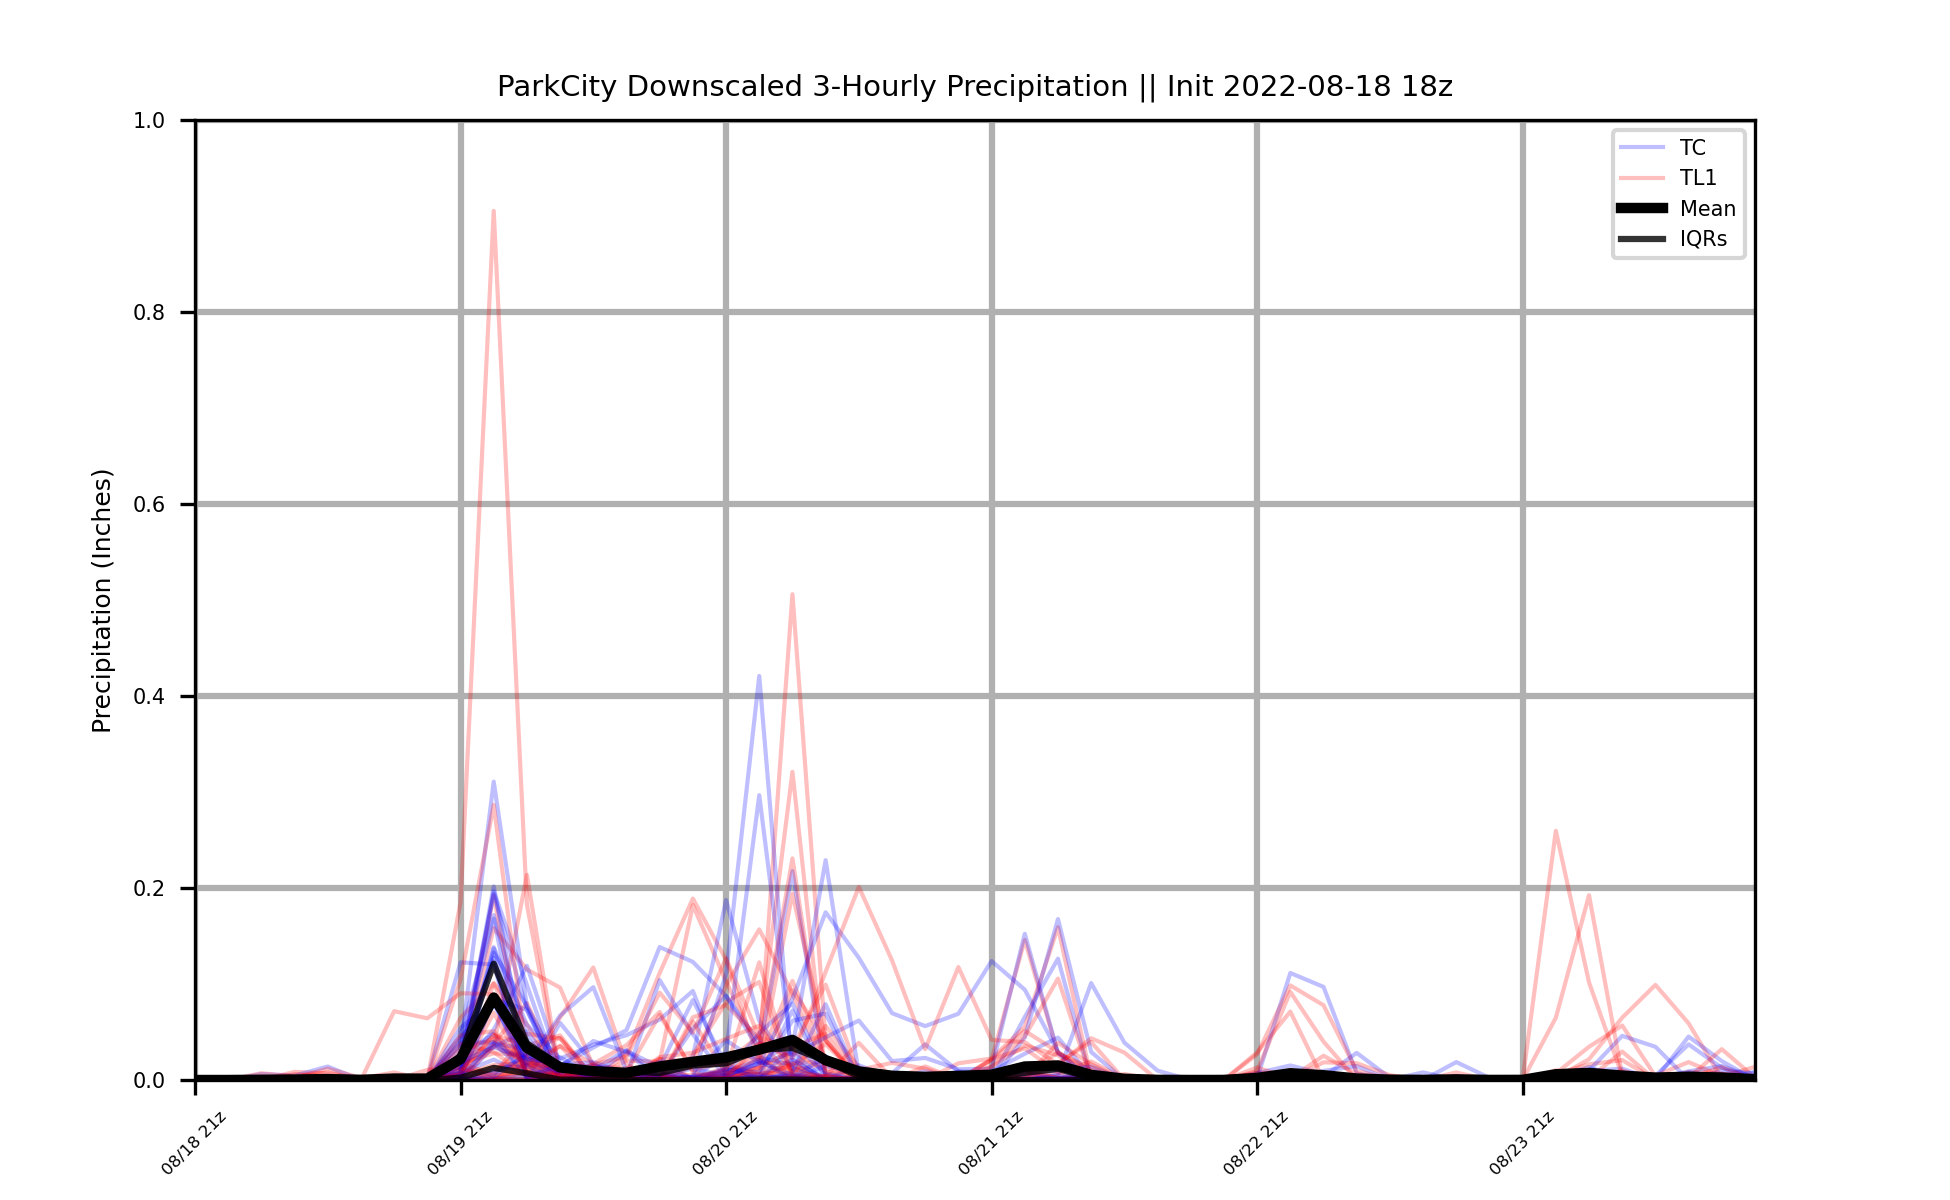 ParkCity Downscaled 3-Hourly Precipitation || Init 2022-08-18 18z
1.0
0.8
0.6
0.4
0.2
0.0
Precipitation (Inches)
TC
TL1
Mean
IQRs
08/18 21z
08/19 21z
08/20 21z
08/21 21z
08/22 21z
08/23 21z